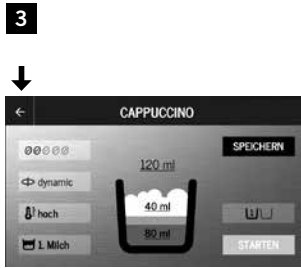 3
CAPPUCCINO
SPEICHERN
dynamic
hoch
1. Milch
120 ml
40 ml
80 ml
STARTEN